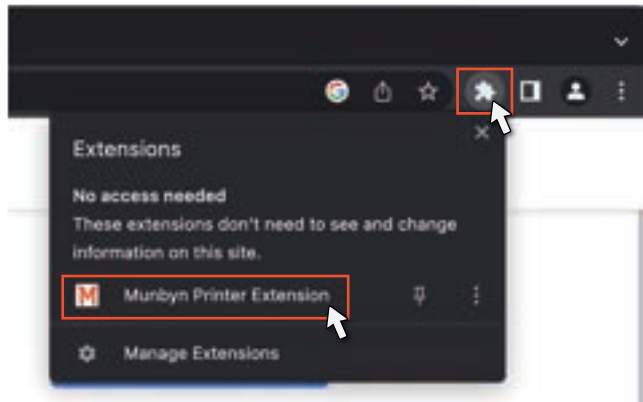 Extensions
No access needed
These extensions don't need to see and change
information on this site.
M Munbyn Printer Extension
Manage Extensions